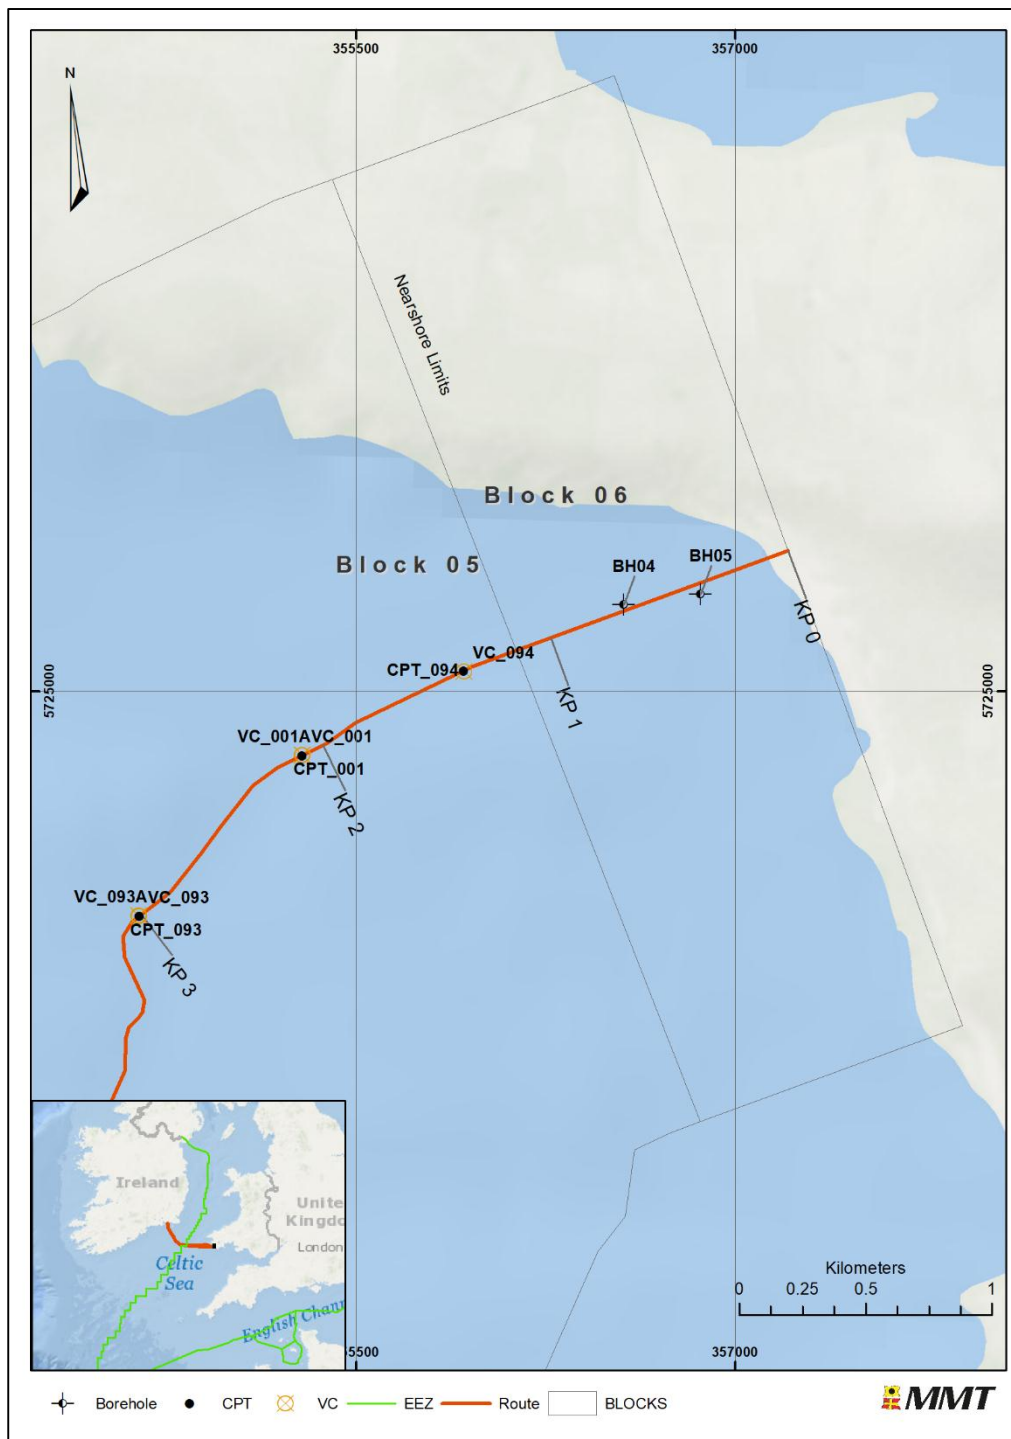 355500
357000
N
Nearshore Limits
Block 06
Block 05
BH04
BH05
KP 0
VC_094
CPT_094
KP 1
5725000
5725000
VC_001AVC_001
CPT_001
KP 2
VC_093AVC_093
CPT_093
KP 3
Ireland
Unite
Kingdo
London
Celtic
Sea
English Chann
Kilometers
0 0.25 0.5 1
5500
357000
Borehole CPT VC EEZ Route BLOCKS
MMT